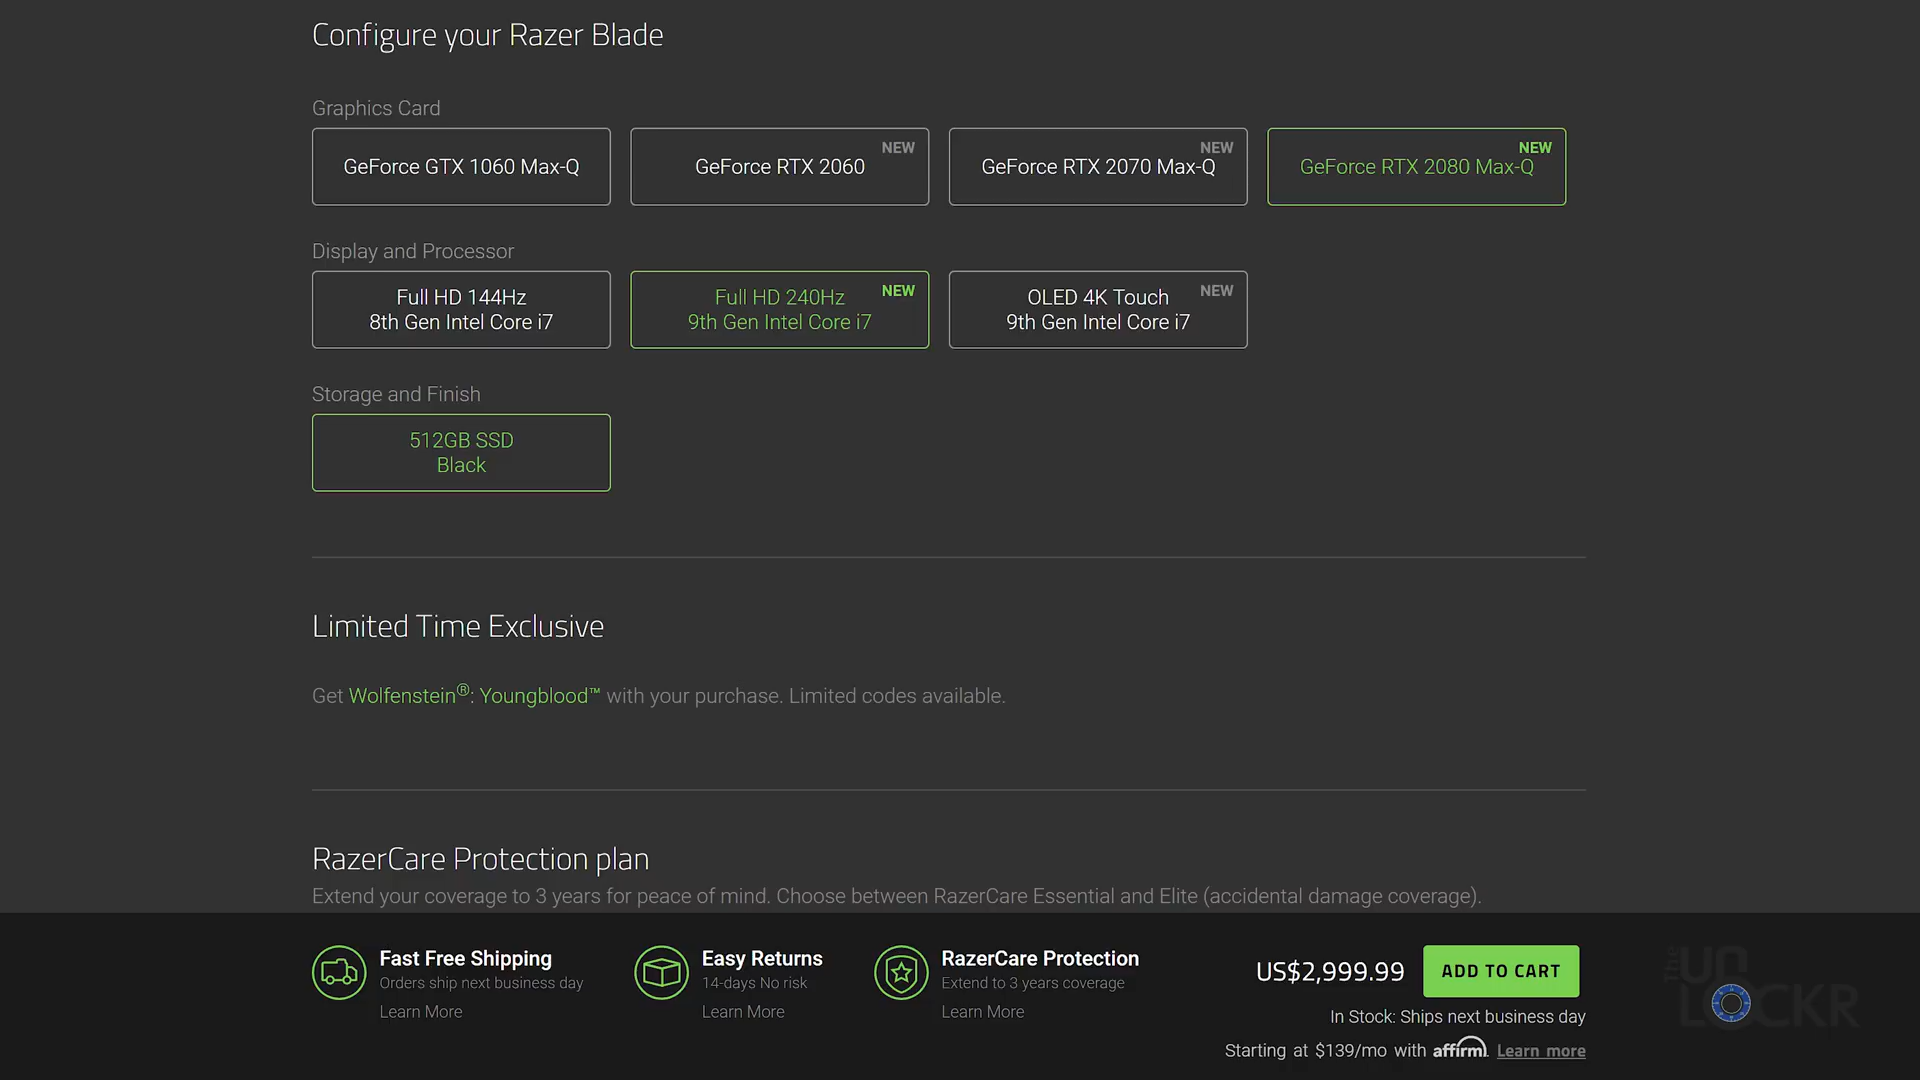 Configure your Razer Blade
Graphics Card
GeForce GTX 1060 Max-Q
NEW
GeForce RTX 2060
NEW
GeForce RTX 2070 Max-Q
NEW
GeForce RTX 2080 Max-Q
Display and Processor
Full HD 144Hz
8th Gen Intel Core i7
NEW
Full HD 240Hz
9th Gen Intel Core i7
NEW
OLED 4K Touch
9th Gen Intel Core i7
Storage and Finish
512GB SSD
Black
Limited Time Exclusive
Get Wolfenstein®: Youngblood™ with your purchase. Limited codes available.
RazerCare Protection plan
Extend your coverage to 3 years for peace of mind. Choose between RazerCare Essential and Elite (accidental damage coverage).
Fast Free Shipping
Orders ship next business day
Learn More
Easy Returns
14-days No risk
Learn More
RazerCare Protection
Extend to 3 years coverage
Learn More
US$2,999.99
ADD TO CART
In Stock: Ships next business day
Starting at $139/mo with affirm. Learn more
The
UN
LOCKR